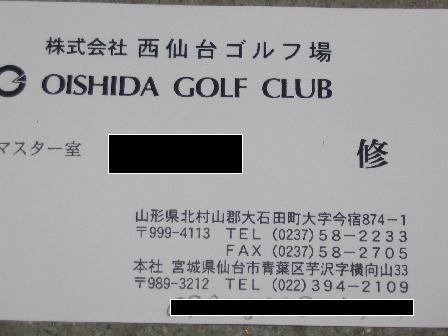 株式会社 西仙台ゴルフ場
OISHIDA GOLF CLUB
マスター室
修
山形県北村山郡大石田町大字今宿874-1
〒999-4113 TEL (0237)58-2233
FAX (0237)58-2705
本社 宮城県仙台市青葉区芋沢字横向山33
〒989-3212 TEL (022)394-2109